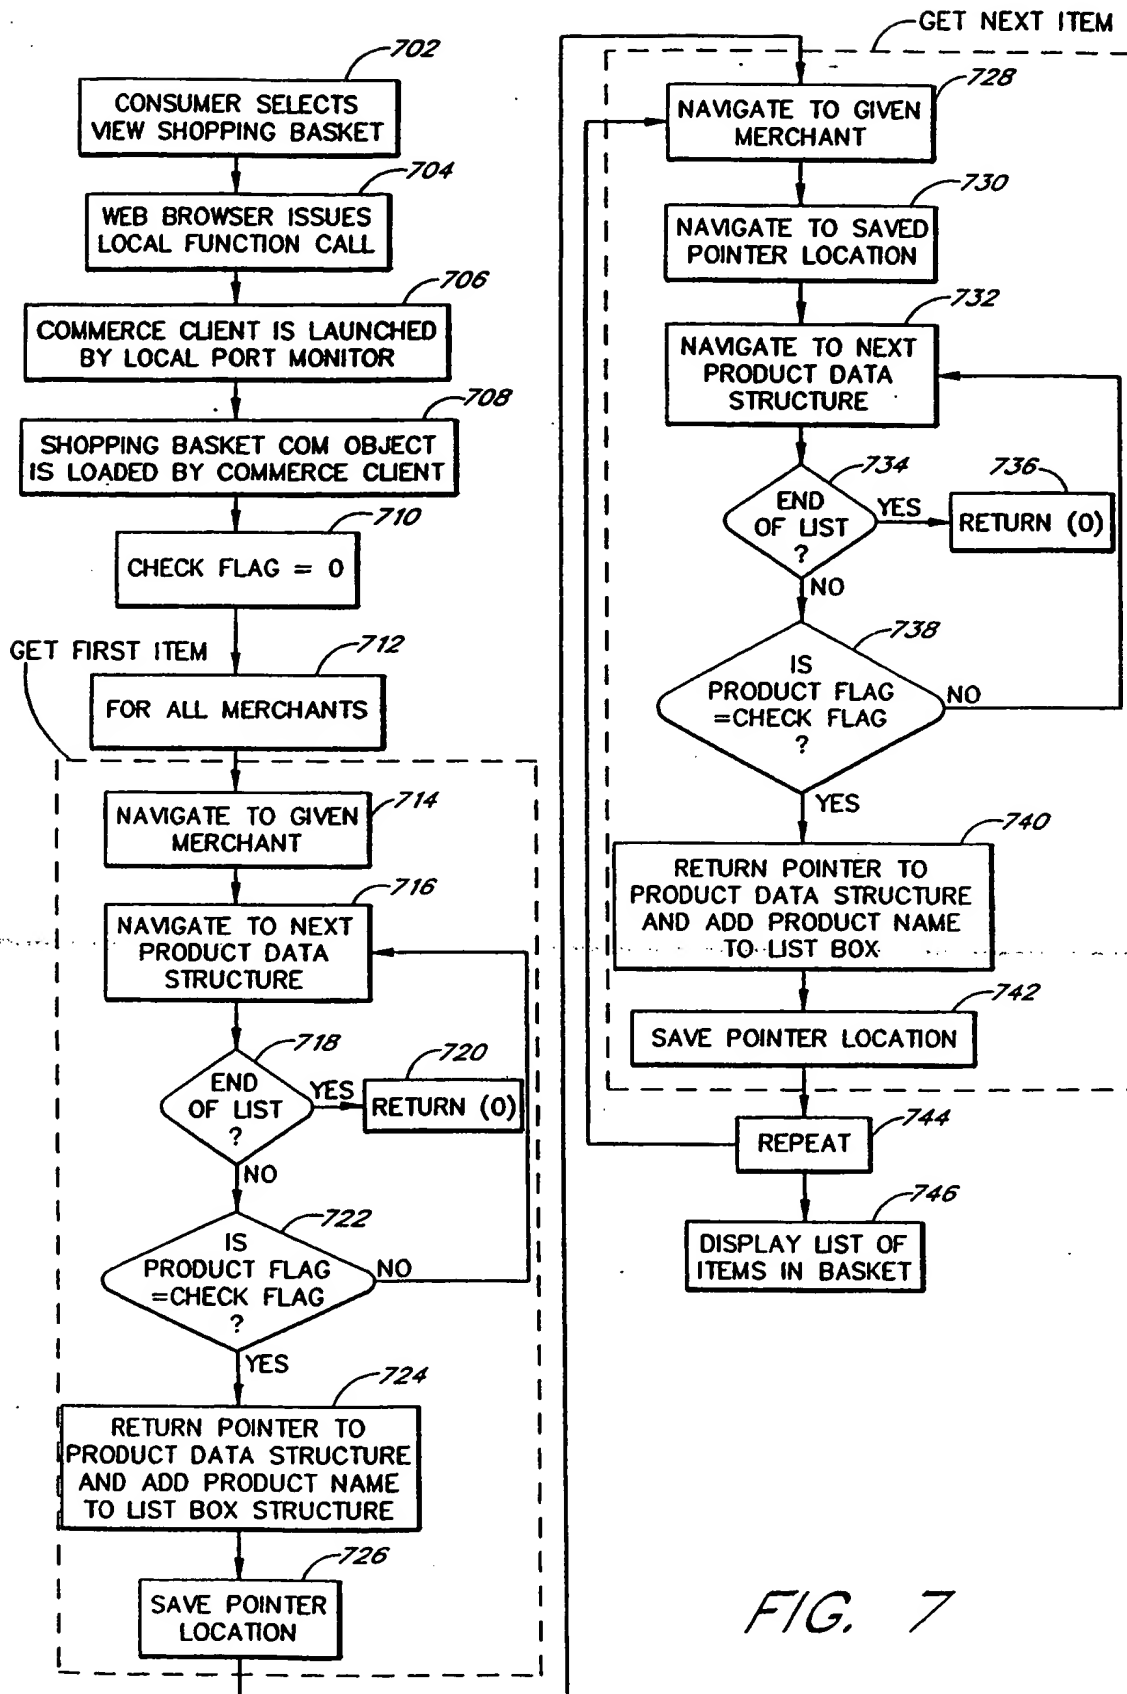 702
CONSUMER SELECTS
VIEW SHOPPING BASKET
704
WEB BROWSER ISSUES
LOCAL FUNCTION CALL
706
COMMERCE CLIENT IS LAUNCHED
BY LOCAL PORT MONITOR
708
SHOPPING BASKET COM OBJECT
IS LOADED BY COMMERCE CLIENT
710
CHECK FLAG = 0
GET FIRST ITEM
712
FOR ALL MERCHANTS
714
NAVIGATE TO GIVEN
MERCHANT
716
NAVIGATE TO NEXT
PRODUCT DATA
STRUCTURE
718
END
OF LIST
?
YES
720
RETURN (0)
NO
722
IS
PRODUCT FLAG
=CHECK FLAG
?
NO
YES
724
RETURN POINTER TO
PRODUCT DATA STRUCTURE
AND ADD PRODUCT NAME
TO LIST BOX STRUCTURE
726
SAVE POINTER
LOCATION
GET NEXT ITEM
728
NAVIGATE TO GIVEN
MERCHANT
730
NAVIGATE TO SAVED
POINTER LOCATION
732
NAVIGATE TO NEXT
PRODUCT DATA
STRUCTURE
734
END
OF LIST
?
YES
736
RETURN (0)
NO
738
IS
PRODUCT FLAG
=CHECK FLAG
?
NO
YES
740
RETURN POINTER TO
PRODUCT DATA STRUCTURE
AND ADD PRODUCT NAME
TO LIST BOX
742
SAVE POINTER LOCATION
744
REPEAT
746
DISPLAY LIST OF
ITEMS IN BASKET
FIG. 7